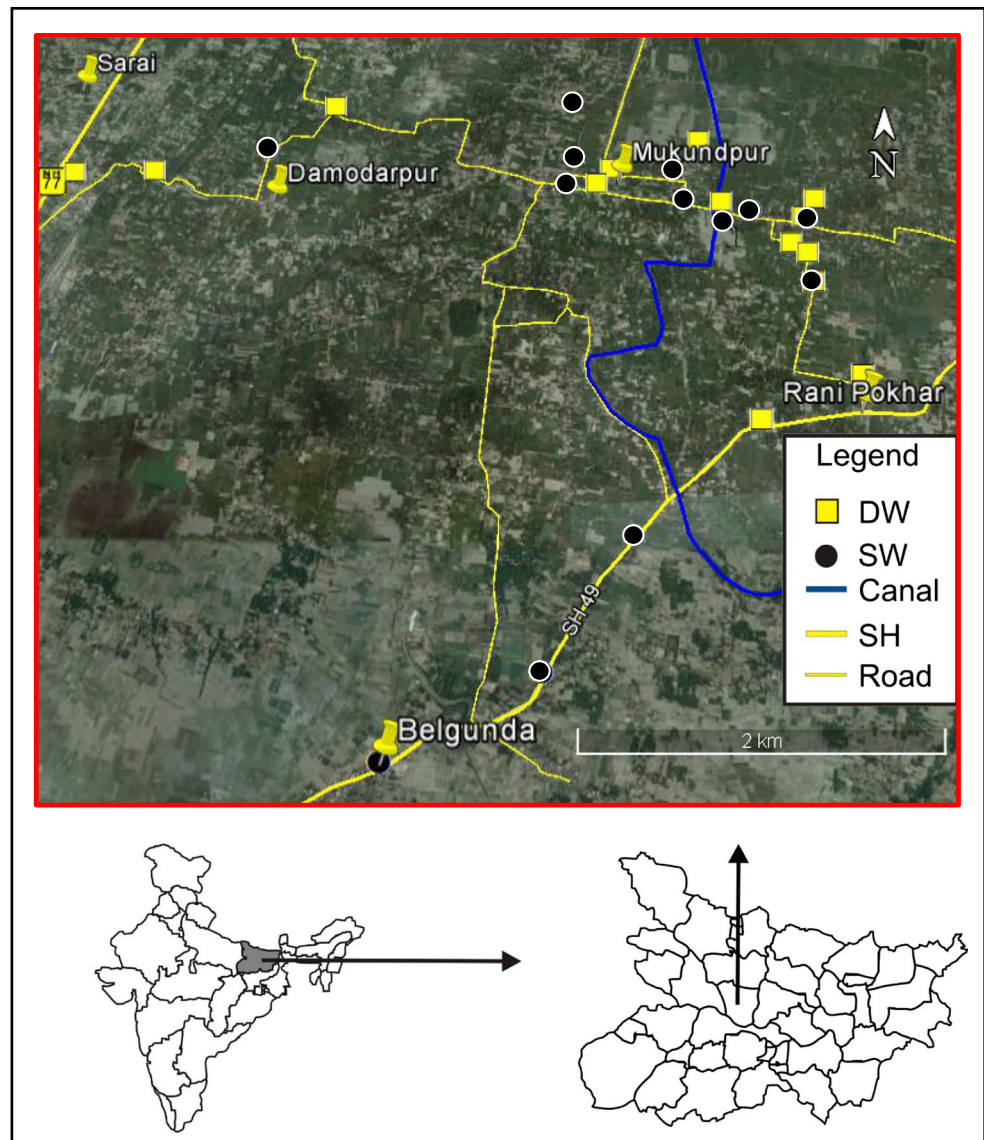 Sarai
Mukundpur
N
Damodarpur
77
Rani Pokhar
Legend
DW
SW
Canal
SH
Road
SH-49
Belgunda
2 km